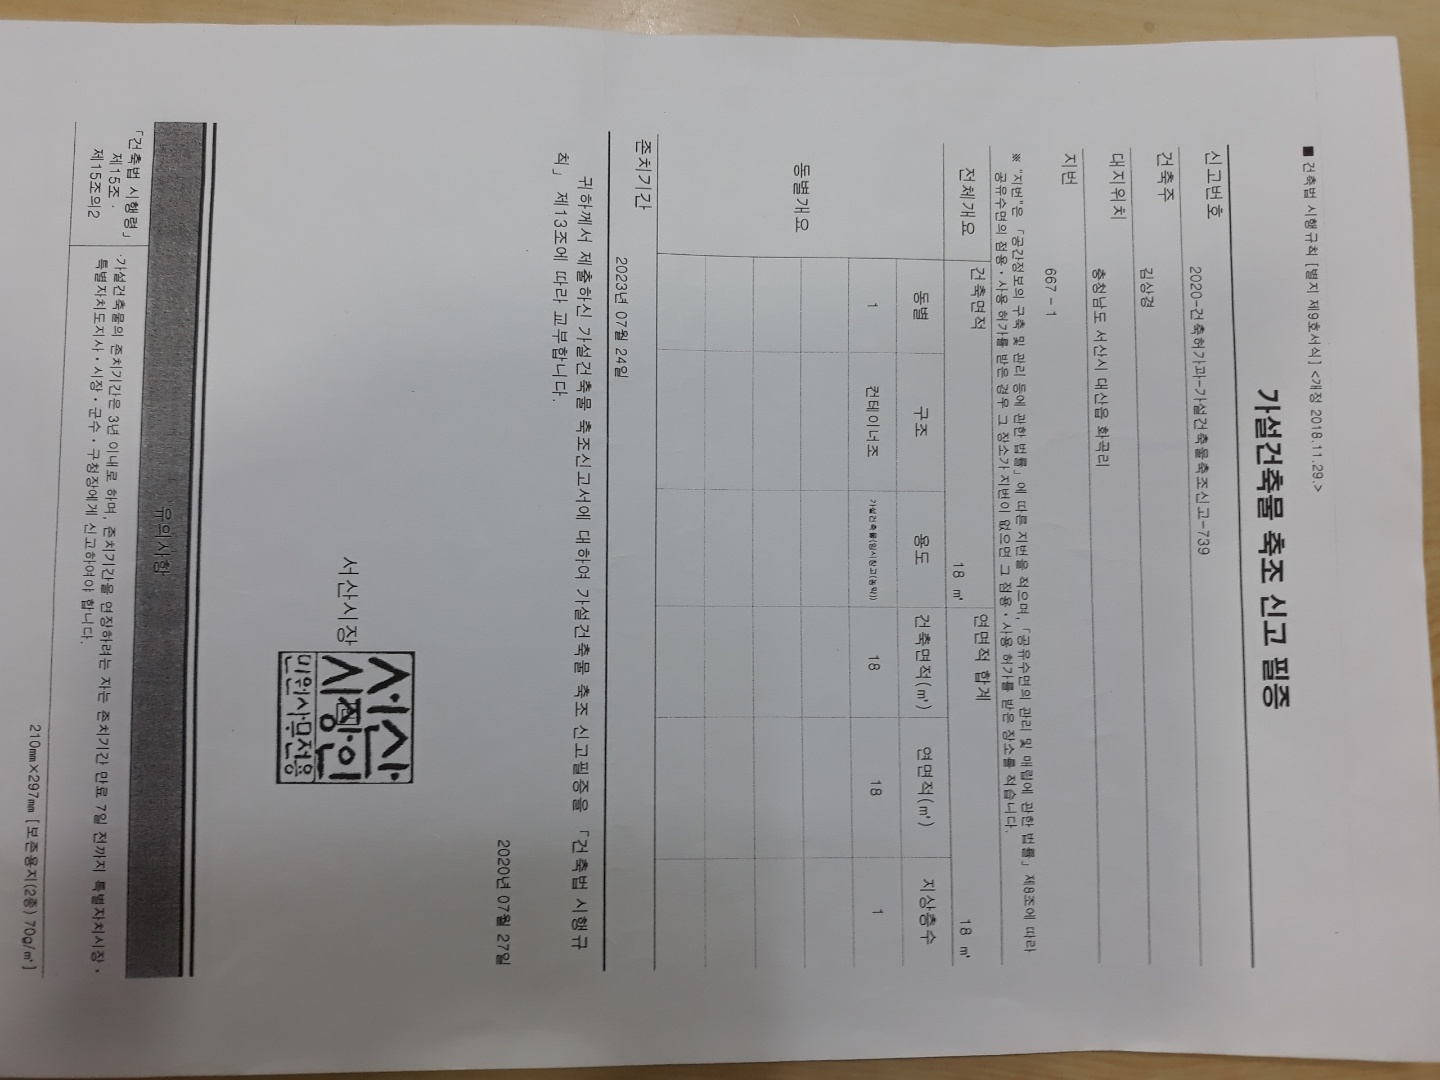 ■ 건축법 시행규칙 [별지 제9호서식] <개정 2018.11.29.>
가설건축물 축조 신고 필증
신고번호 2020-건축허가과-가설건축물축조신고-739
건축주 김상경
대지위치 충청남도 서산시 대산읍 화곡리
지번 667 - 1
※ "지번"은 「공간정보의 구축 및 관리 등에 관한 법률」에 따른 지번을 적으며, 「공유수면의 관리 및 매립에 관한 법률」 제8조에 따라
공유수면의 점용·사용 허가를 받은 경우 그 장소가 지번이 없으면 그 점용·사용 허가를 받은 장소를 적습니다.
전체개요 건축면적 18 ㎡ 연면적 합계 18 ㎡
동별개요 동별 구조 용도 건축면적(㎡) 연면적(㎡) 지상층수
1 컨테이너조 가설건축물(임시창고(농막)) 18 18 1
존치기간 2023년 07월 24일
귀하께서 제출하신 가설건축물 축조신고서에 대하여 가설건축물 축조 신고필증을 「건축법 시행규
칙」 제13조에 따라 교부합니다.
2020년 07월 27일
서산시장
서산
시장인
민원사무전용
유의사항
「건축법 시행령」
제15조 ·
제15조의2
·가설건축물의 존치기간은 3년 이내로 하며, 존치기간을 연장하려는 자는 존치기간 만료 7일 전까지 특별자치시장·
특별자치도지사·시장·군수·구청장에게 신고하여야 합니다.
210㎜×297㎜ [보존용지(2종) 70g/㎡]